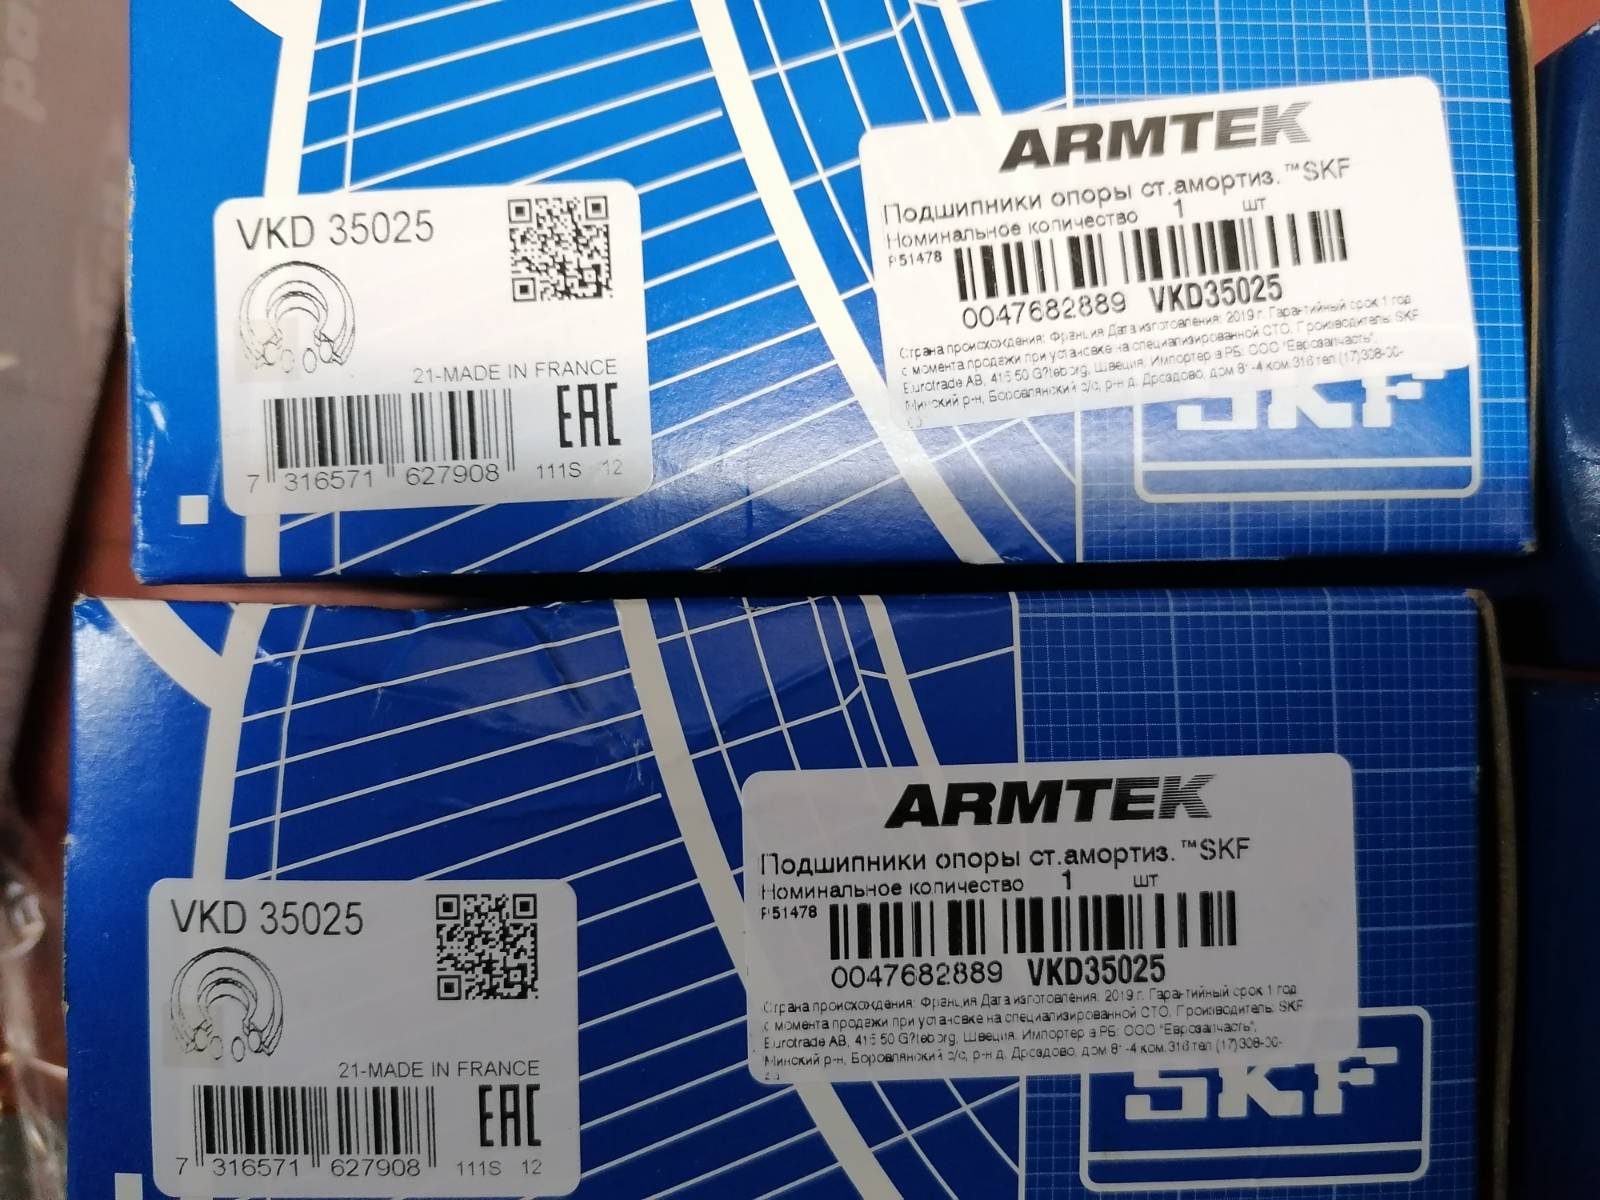 VKD 35025
21-MADE IN FRANCE
EAC
7 316571 627908 111S 12
ARMTEK
Подшипники опоры ст.амортиз.™SKF
Номинальное количество 1 шт
P51478
0047682889 VKD35025
Страна происхождения: Франция Дата изготовления: 2019 г. Гарантийный срок 1 год
с момента продажи при установке на специализированной СТО. Производитель: SKF
Eurotrade AB, 415 50 G?teborg, Швеция. Импортер в РБ: ООО "Еврозапчасть",
Минский р-н, Боровлянский с/с, р-н д. Дроздово, дом 8 -4 ком.316 тел.(17)308-00-
SKF
VKD 35025
21-MADE IN FRANCE
EAC
7 316571 627908 111S 12
ARMTEK
Подшипники опоры ст.амортиз.™SKF
Номинальное количество 1 шт
P51478
0047682889 VKD35025
Страна происхождения: Франция Дата изготовления: 2019 г. Гарантийный срок 1 год
с момента продажи при установке на специализированной СТО. Производитель: SKF
Eurotrade AB, 415 50 G?teborg, Швеция. Импортер в РБ: ООО "Еврозапчасть",
Минский р-н, Боровлянский с/с, р-н д. Дроздово, дом 8 -4 ком.316 тел.(17)308-00-
SKF